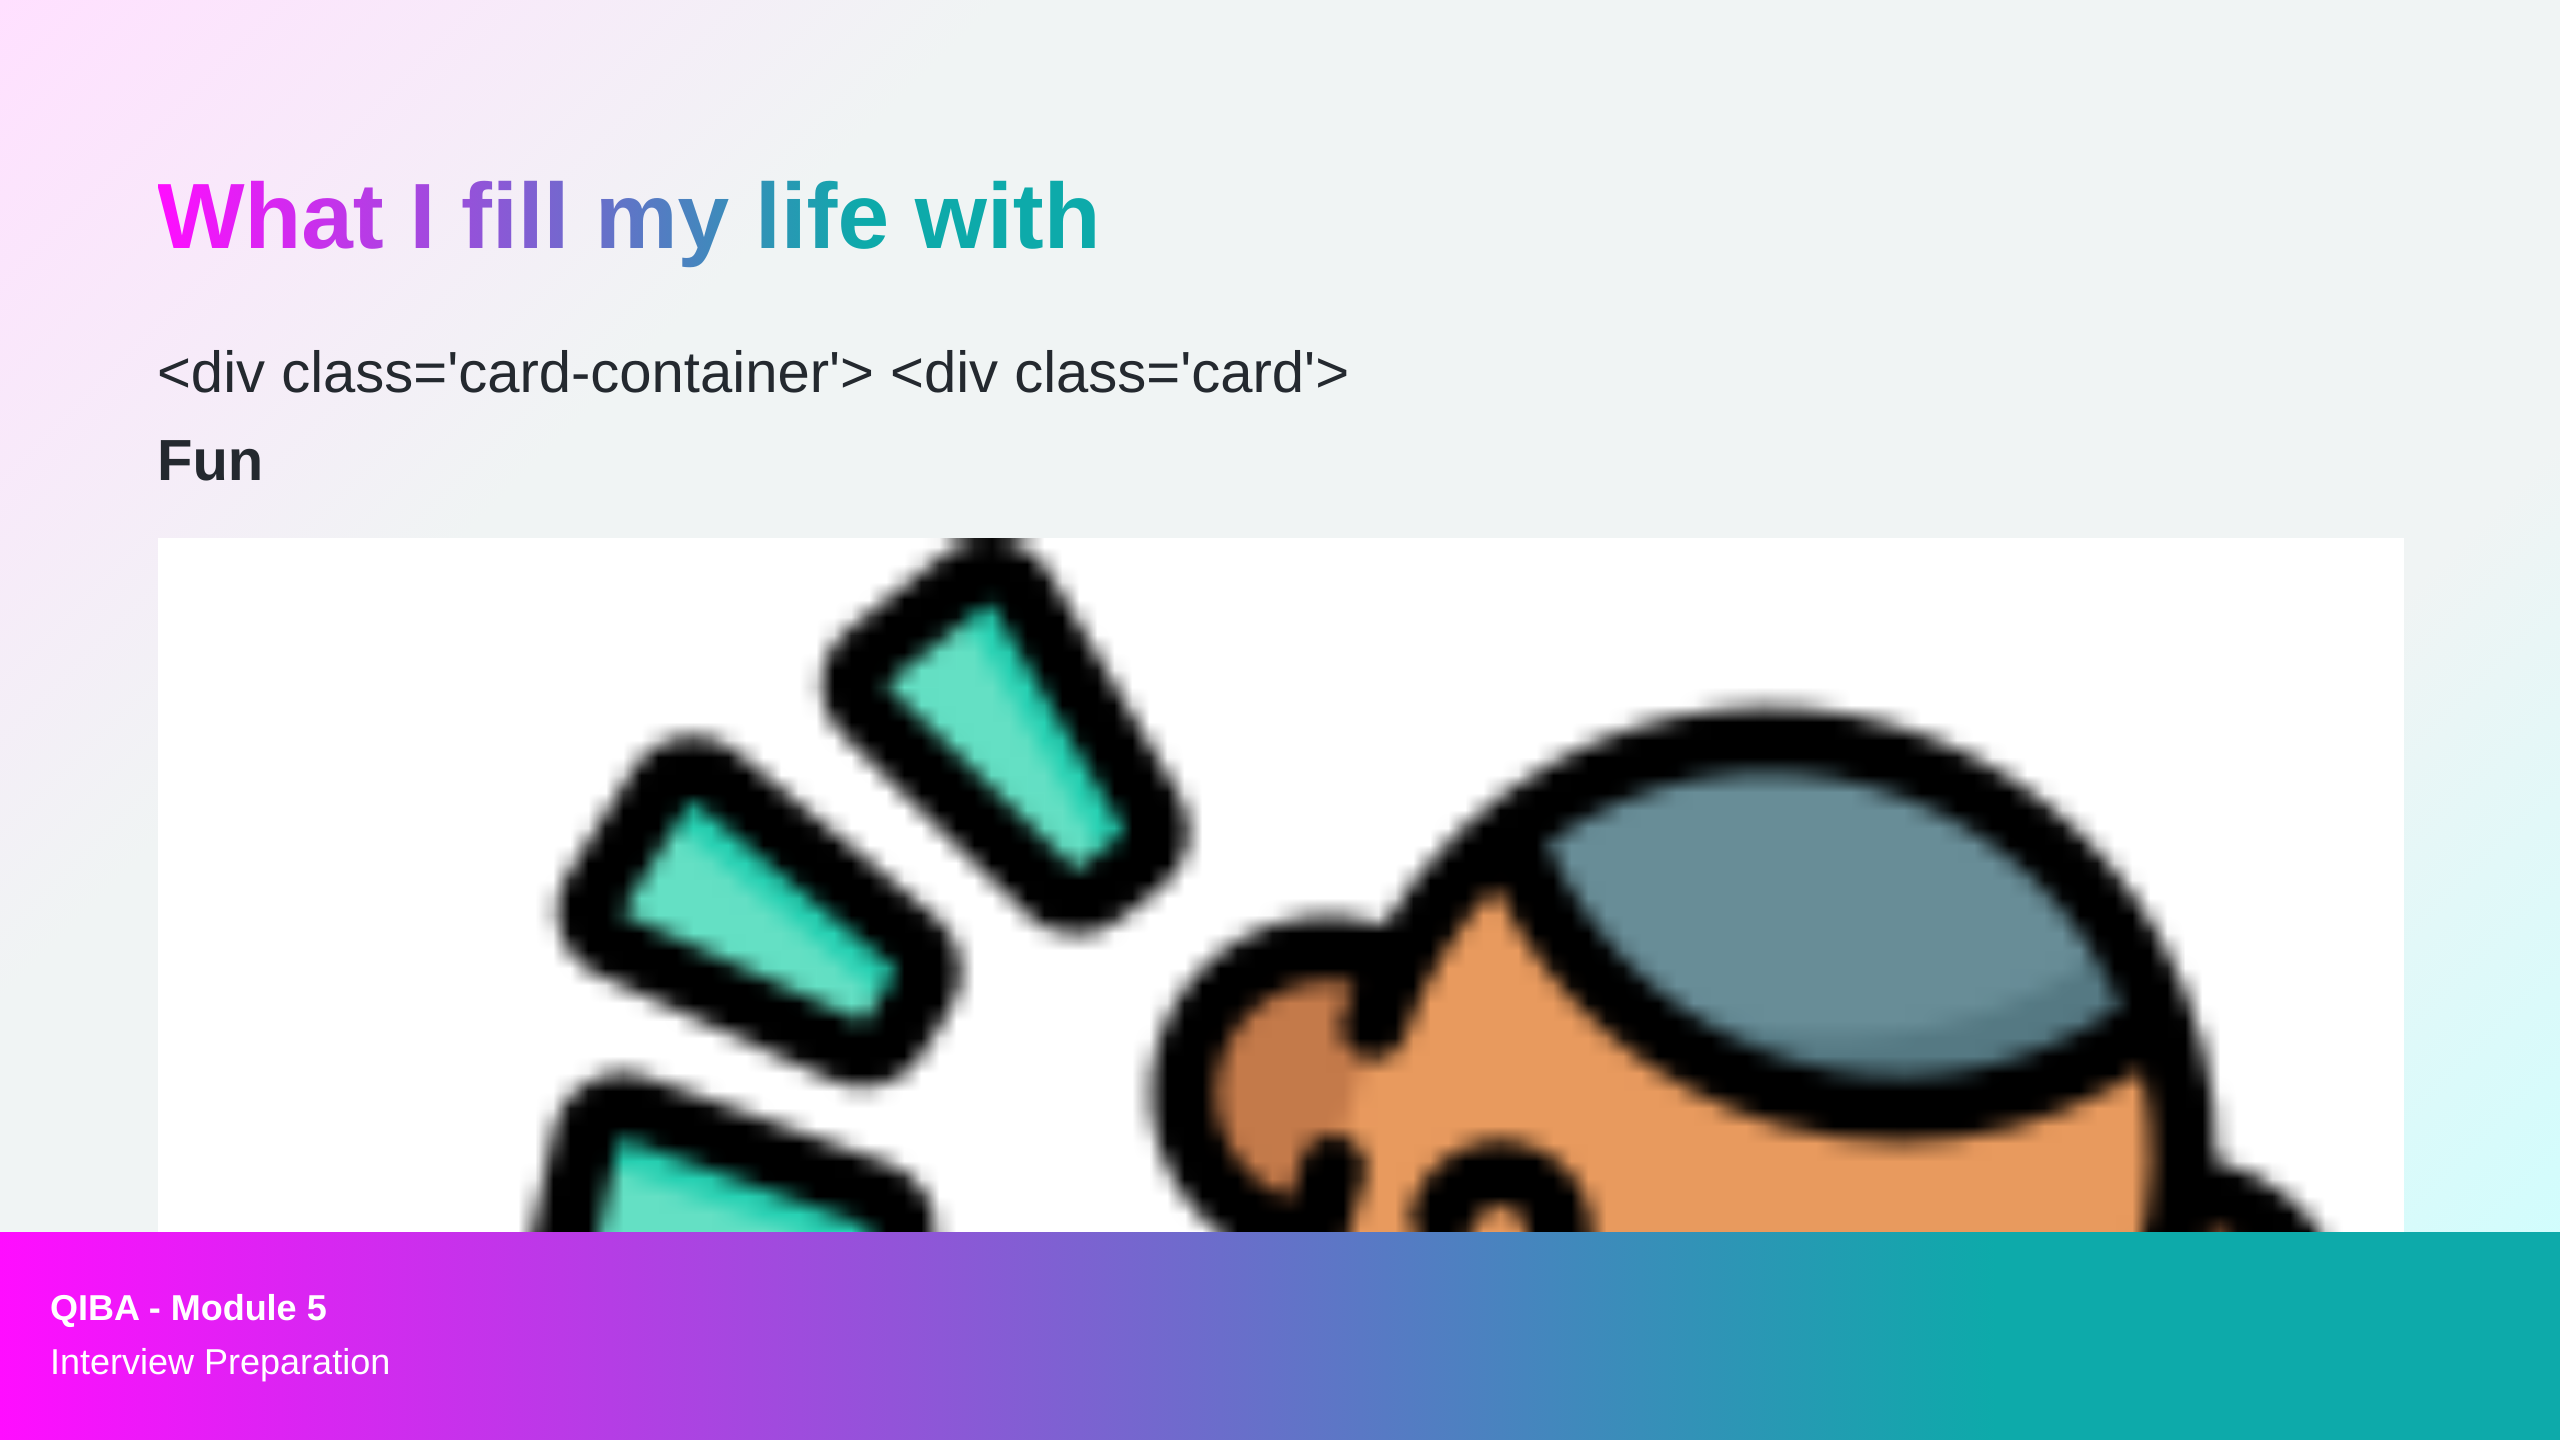 What I fill my life with
<div class='card-container'> <div class='card'>
Fun
QIBA - Module 5
Interview Preparation